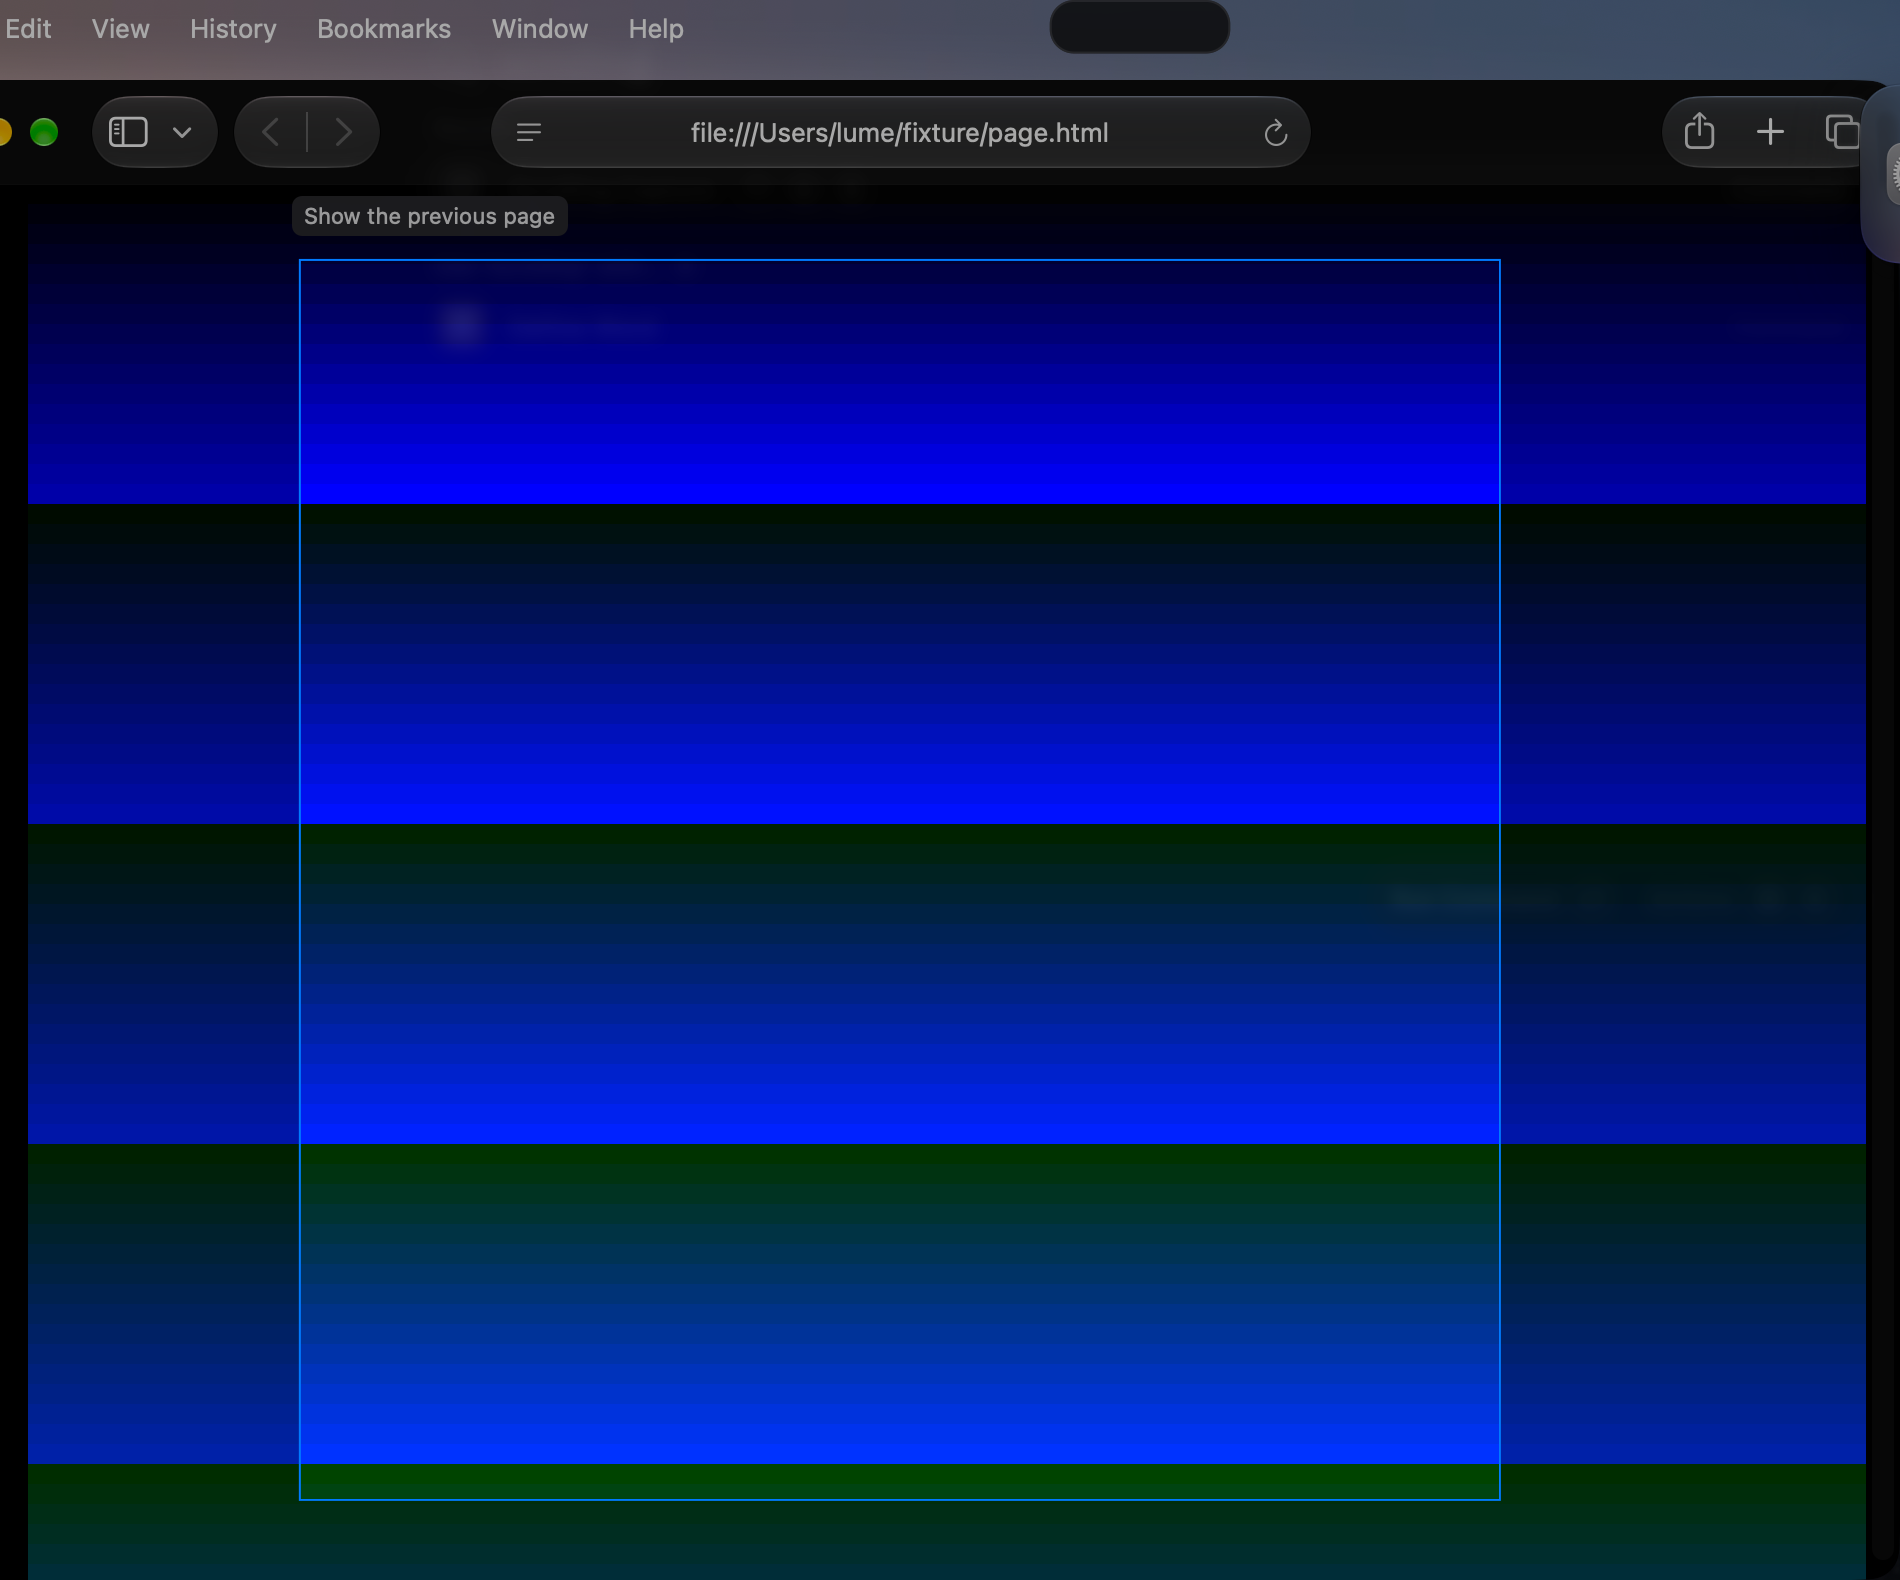 Edit View History Bookmarks Window Help
file:///Users/lume/fixture/page.html
Show the previous page